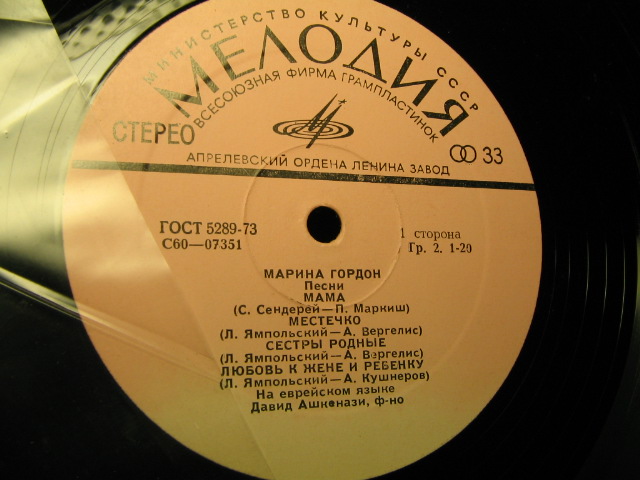 МИНИСТЕРСТВО КУЛЬТУРЫ СССР
МЕЛОДИЯ
ВСЕСОЮЗНАЯ ФИРМА ГРАМПЛАСТИНОК
СТЕРЕО
33
АПРЕЛЕВСКИЙ ОРДЕНА ЛЕНИНА ЗАВОД
ГОСТ 5289-73
С60—07351
1 сторона
Гр. 2. 1-20
МАРИНА ГОРДОН
Песни
МАМА
(С. Сендерей—П. Маркиш)
МЕСТЕЧКО
(Л. Ямпольский—А. Вергелис)
СЕСТРЫ РОДНЫЕ
(Л. Ямпольский—А. Вергелис)
ЛЮБОВЬ К ЖЕНЕ И РЕБЕНКУ
(Л. Ямпольский—А. Кушнеров)
На еврейском языке
Давид Ашкенази, ф-но